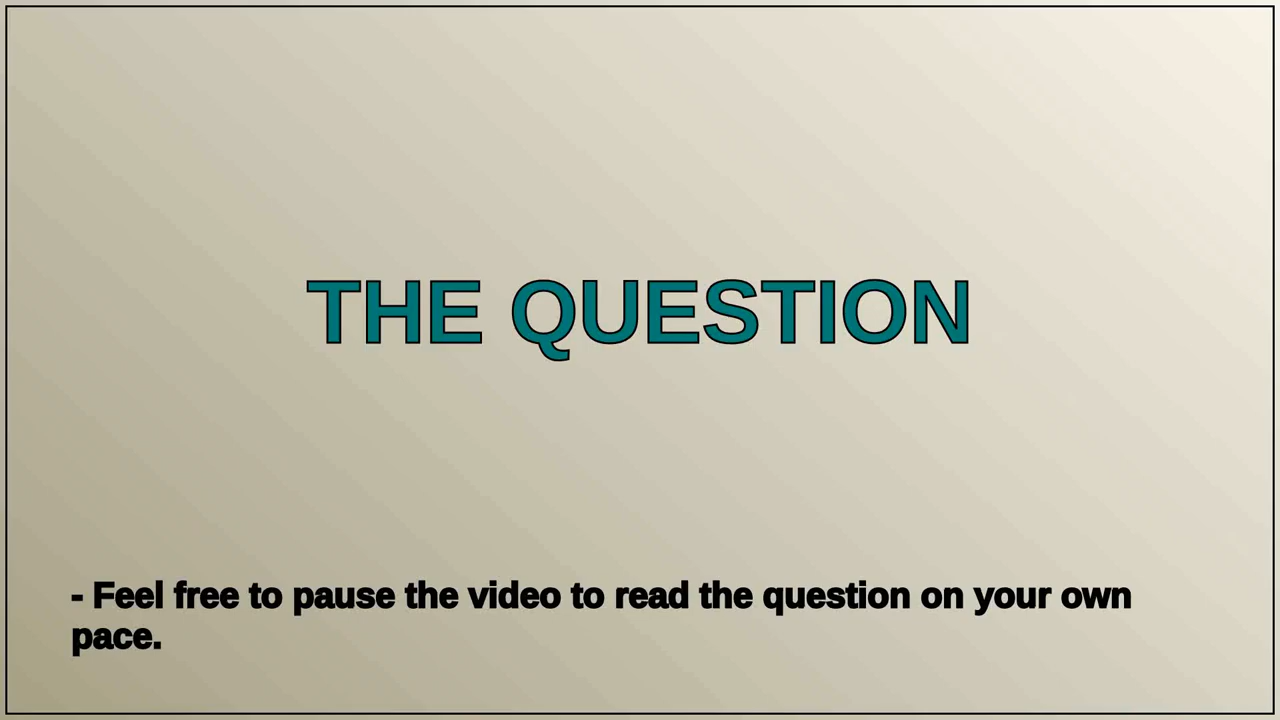 THE QUESTION
- Feel free to pause the video to read the question on your own
pace.